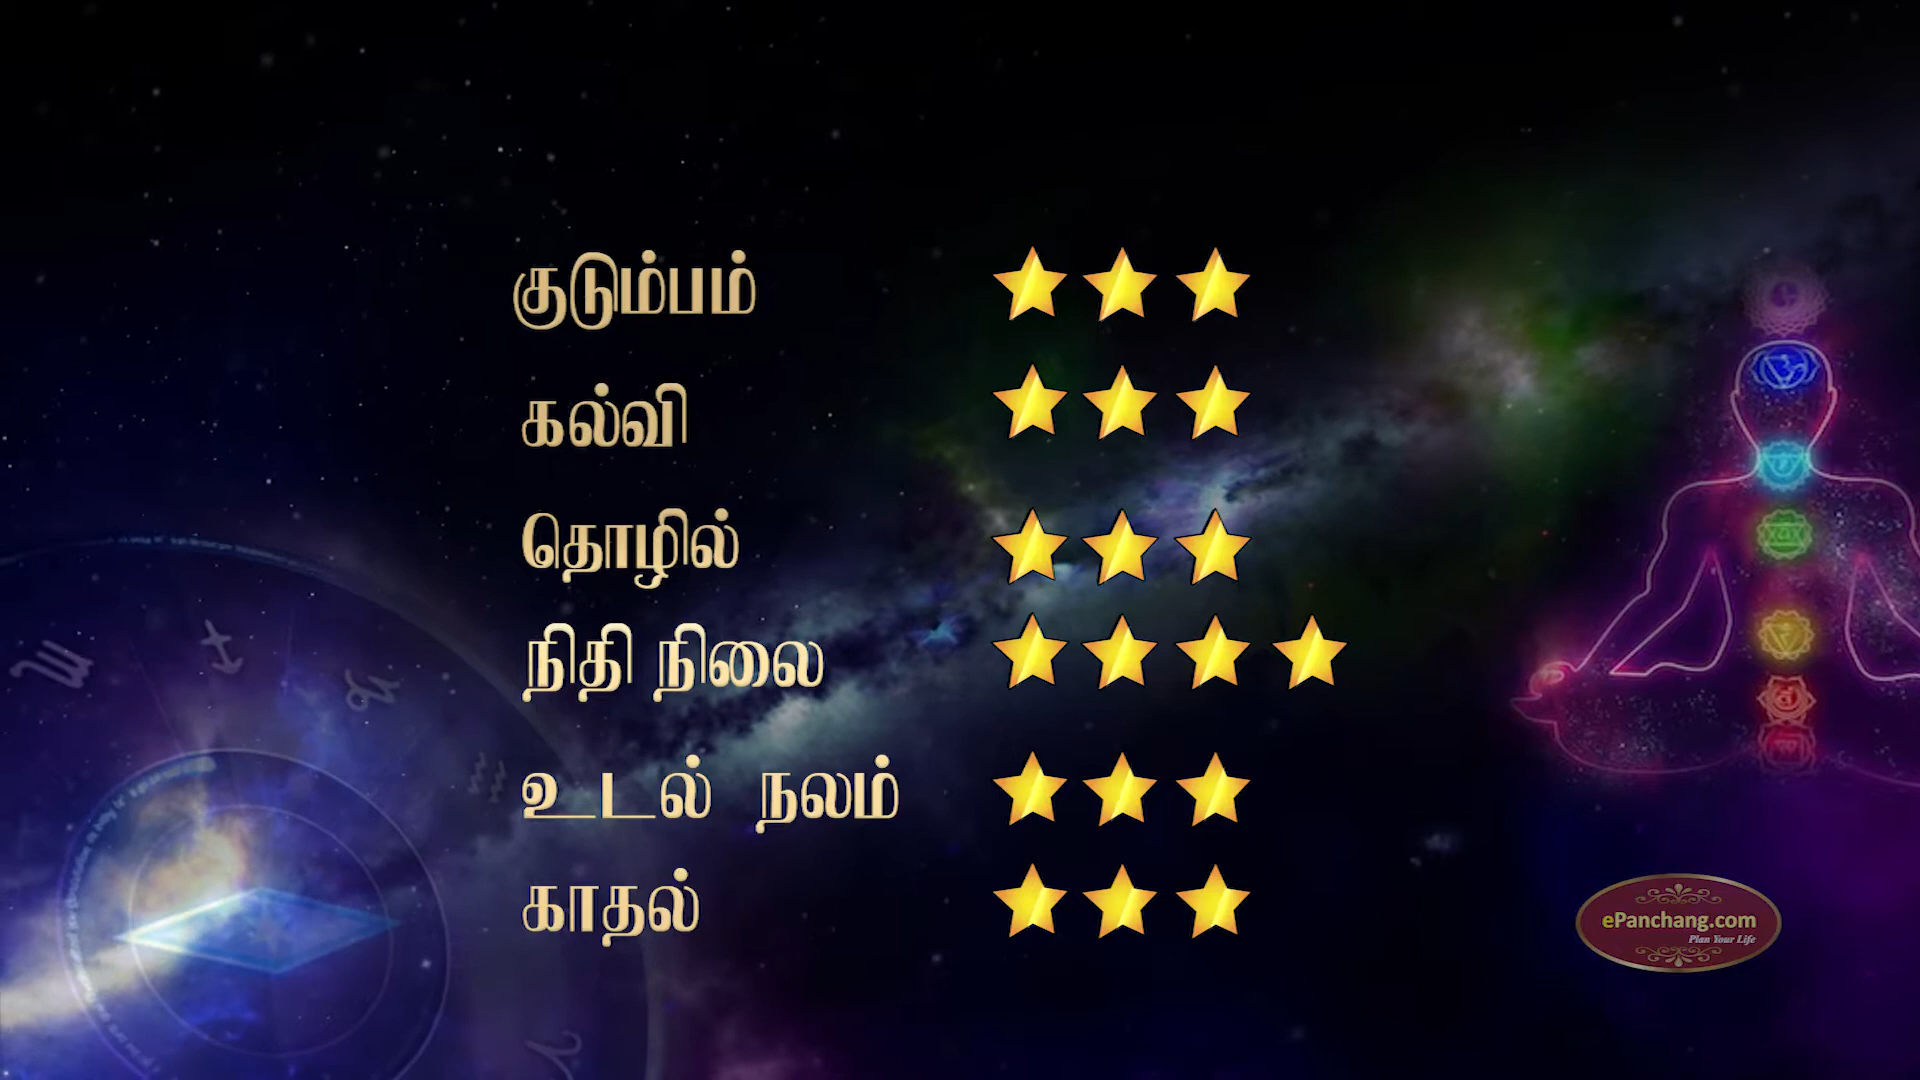 குடும்பம்
கல்வி
தொழில்
நிதி நிலை
உடல் நலம்
காதல்
ePanchang.com
Plan Your Life